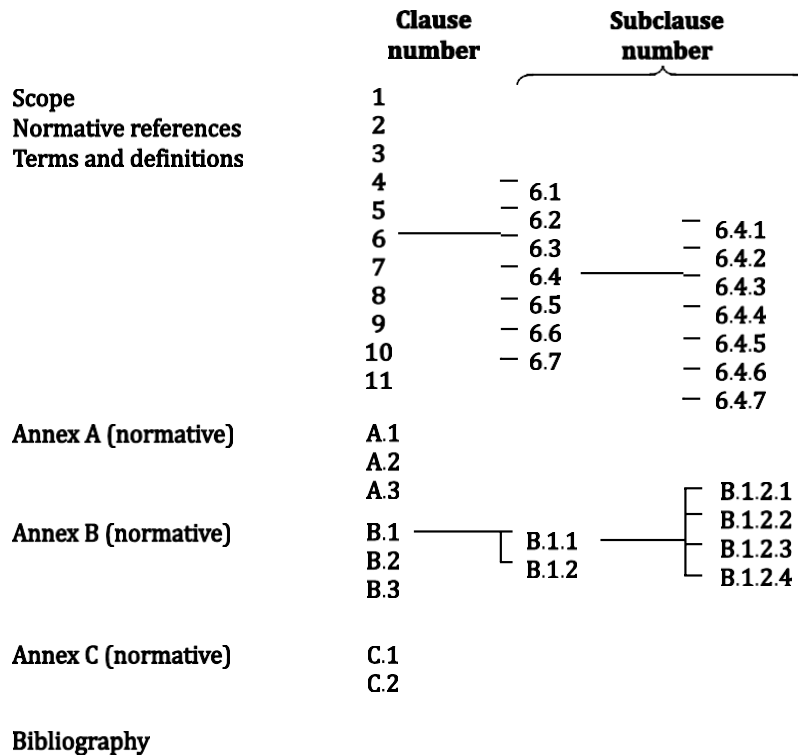 Clause number
Subclause number
Scope 1
Normative references 2
Terms and definitions 3
4
5
6
7
8
9
10
11
6.1
6.2
6.3
6.4
6.5
6.6
6.7
6.4.1
6.4.2
6.4.3
6.4.4
6.4.5
6.4.6
6.4.7
Annex A (normative) A.1
A.2
A.3
Annex B (normative) B.1
B.2
B.3
B.1.1
B.1.2
B.1.2.1
B.1.2.2
B.1.2.3
B.1.2.4
Annex C (normative) C.1
C.2
Bibliography